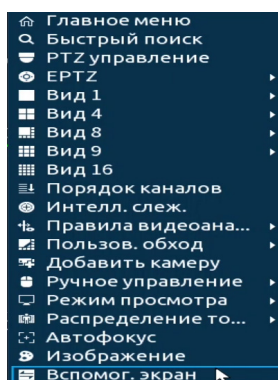 Главное меню
Быстрый поиск
PTZ управление
EPTZ
Вид 1
Вид 4
Вид 8
Вид 9
Вид 16
Порядок каналов
Интелл. слеж.
Правила видеоана...
Пользов. обход
Добавить камеру
Ручное управление
Режим просмотра
Распределение то...
Автофокус
Изображение
Вспомог. экран